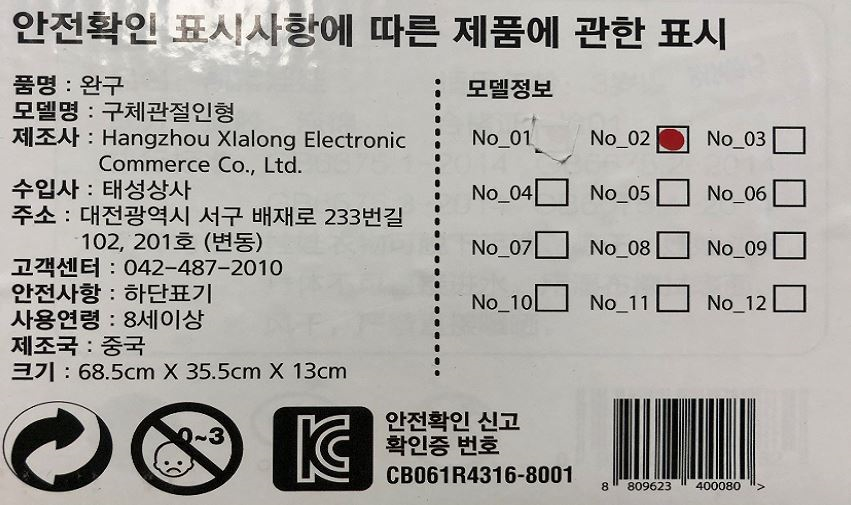 안전확인 표시사항에 따른 제품에 관한 표시
품명 : 완구
모델명 : 구체관절인형
제조사 : Hangzhou XIalong Electronic
Commerce Co., Ltd.
수입사 : 태성상사
주소 : 대전광역시 서구 배재로 233번길
102, 201호 (변동)
고객센터 : 042-487-2010
안전사항 : 하단표기
사용연령 : 8세이상
제조국 : 중국
크기 : 68.5cm X 35.5cm X 13cm
모델정보
No_01 No_02 No_03
No_04 No_05 No_06
No_07 No_08 No_09
No_10 No_11 No_12
0~3
안전확인 신고
확인증 번호
CB061R4316-8001
8 809623 400080 >